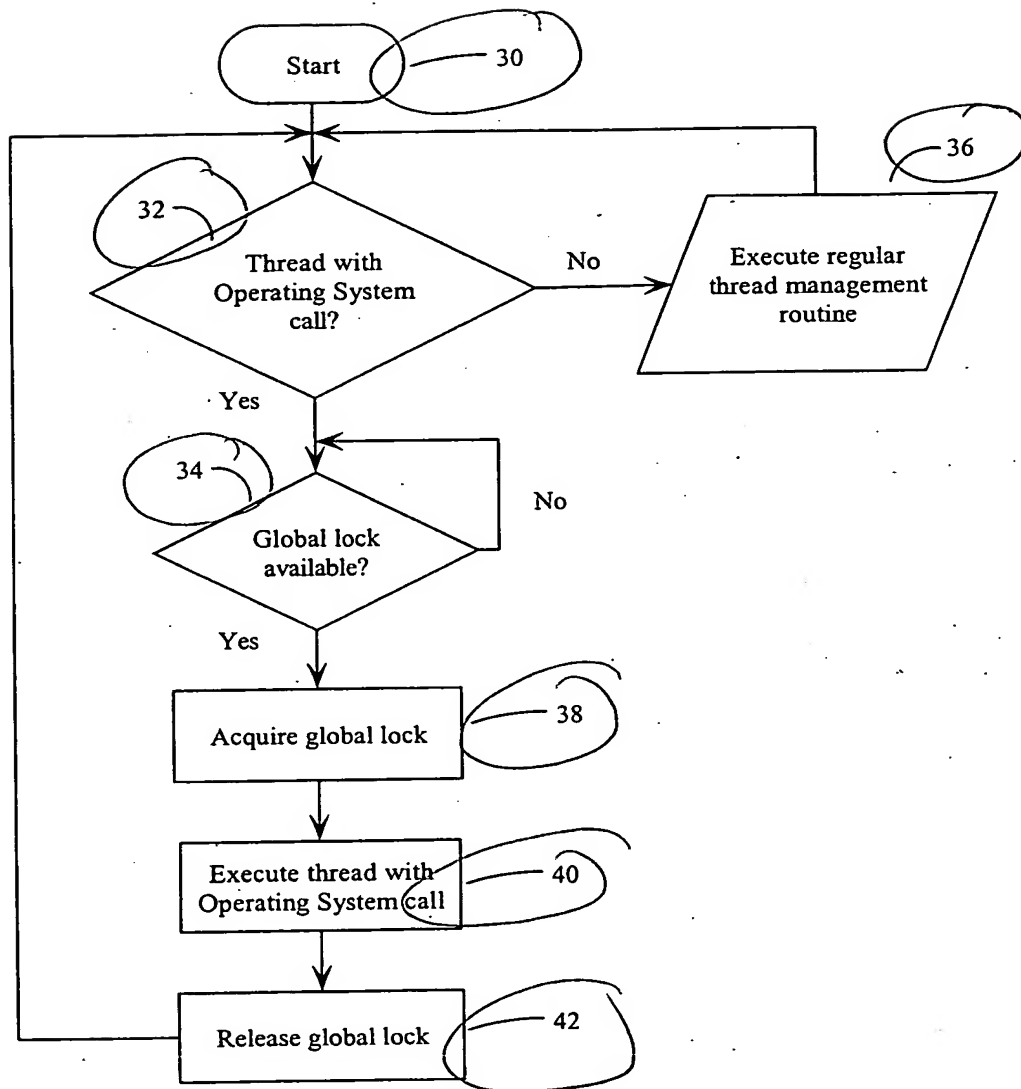 Start
30
36
32
Thread with
Operating System
call?
No
Execute regular
thread management
routine
Yes
34
Global lock
available?
No
Yes
Acquire global lock
38
Execute thread with
Operating System call
40
Release global lock
42